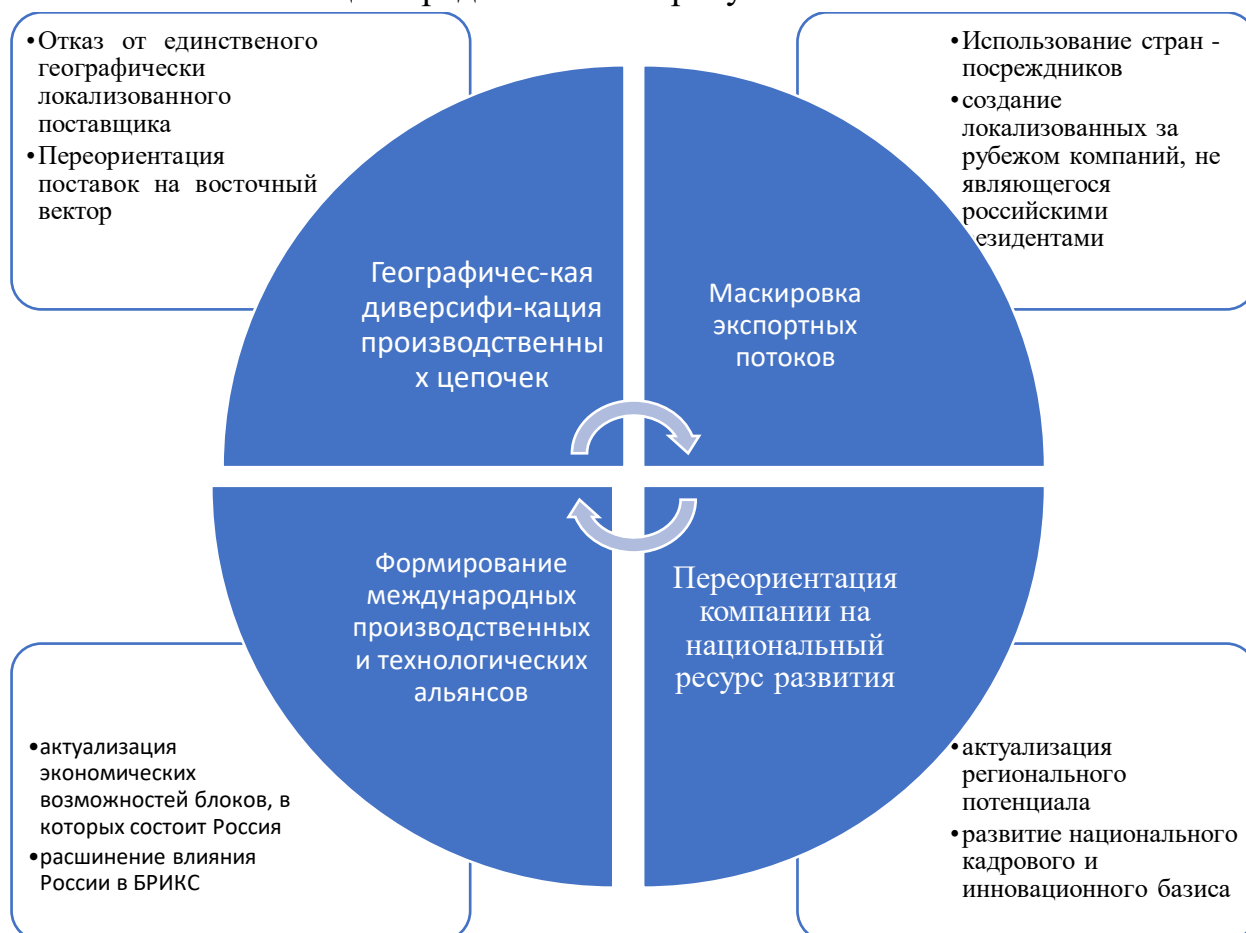 •Отказ от единственого
географически
локализованного
поставщика
•Переориентация
поставок на восточный
вектор
•Использование стран -
посреждников
•создание
локализованных за
рубежом компаний, не
являющегося
российскими
езидентами
Географичес-кая
диверсифи-кация
производственны
х цепочек
Маскировка
экспортных
потоков
Формирование
международных
производственных
и технологических
альянсов
Переориентация
компании на
национальный
ресурс развития
•актуализация
экономических
возможностей блоков, в
которых состоит Россия
•расшинение влияния
России в БРИКС
•актуализация
регионального
потенциала
•развитие национального
кадрового и
инновационного базиса